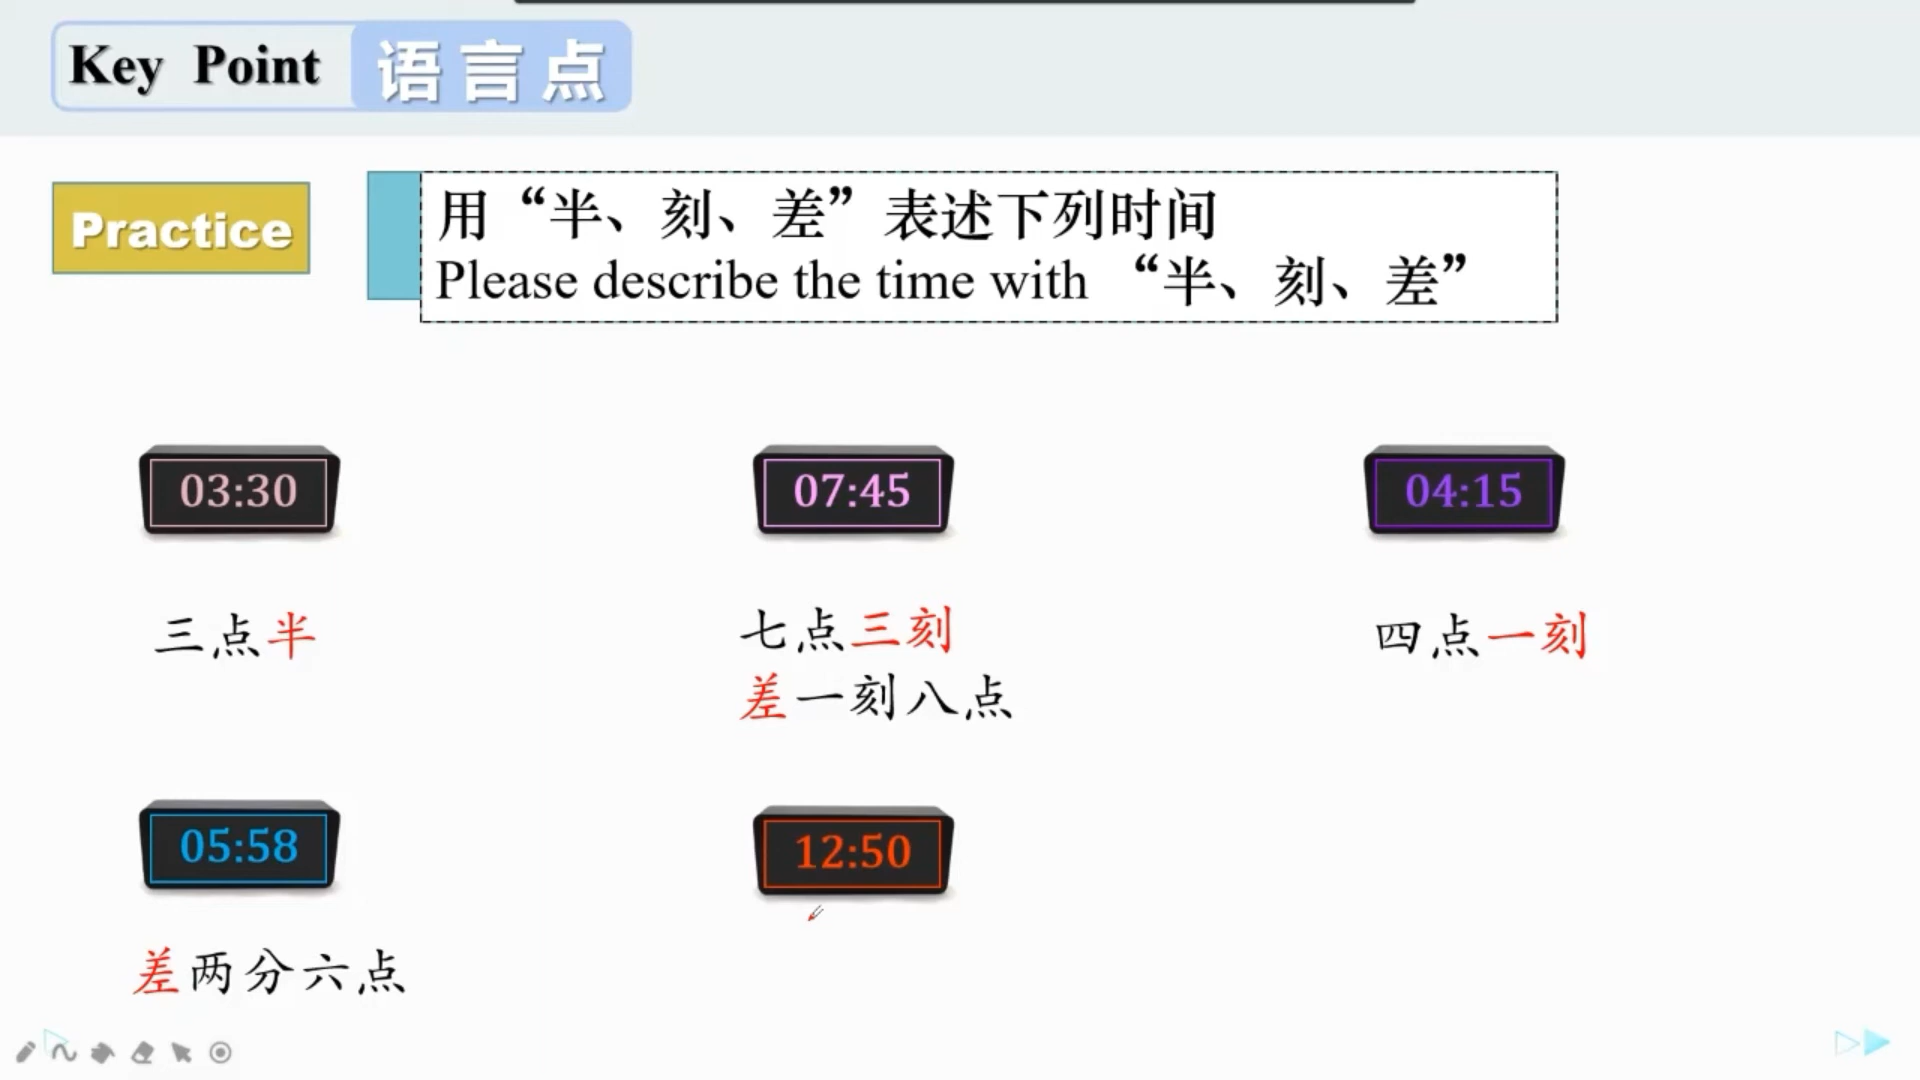 Key Point 语言点
Practice
用“半、刻、差”表述下列时间
Please describe the time with “半、刻、差”
03:30
07:45
04:15
三点半
七点三刻
差一刻八点
四点一刻
05:58
12:50
差两分六点